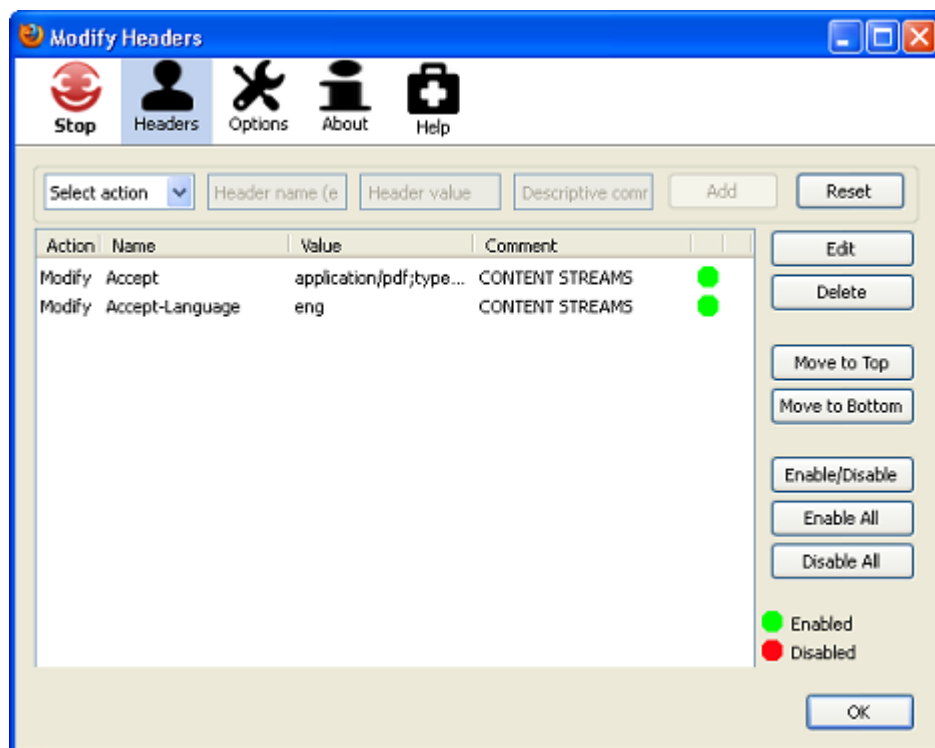 Modify Headers
Stop Headers Options About Help
Select action Header name (e Header value Descriptive comr Add Reset
Action Name Value Comment
Edit
Modify Accept application/pdf;type... CONTENT STREAMS
Delete
Modify Accept-Language eng CONTENT STREAMS
Move to Top
Move to Bottom
Enable/Disable
Enable All
Disable All
Enabled
Disabled
OK